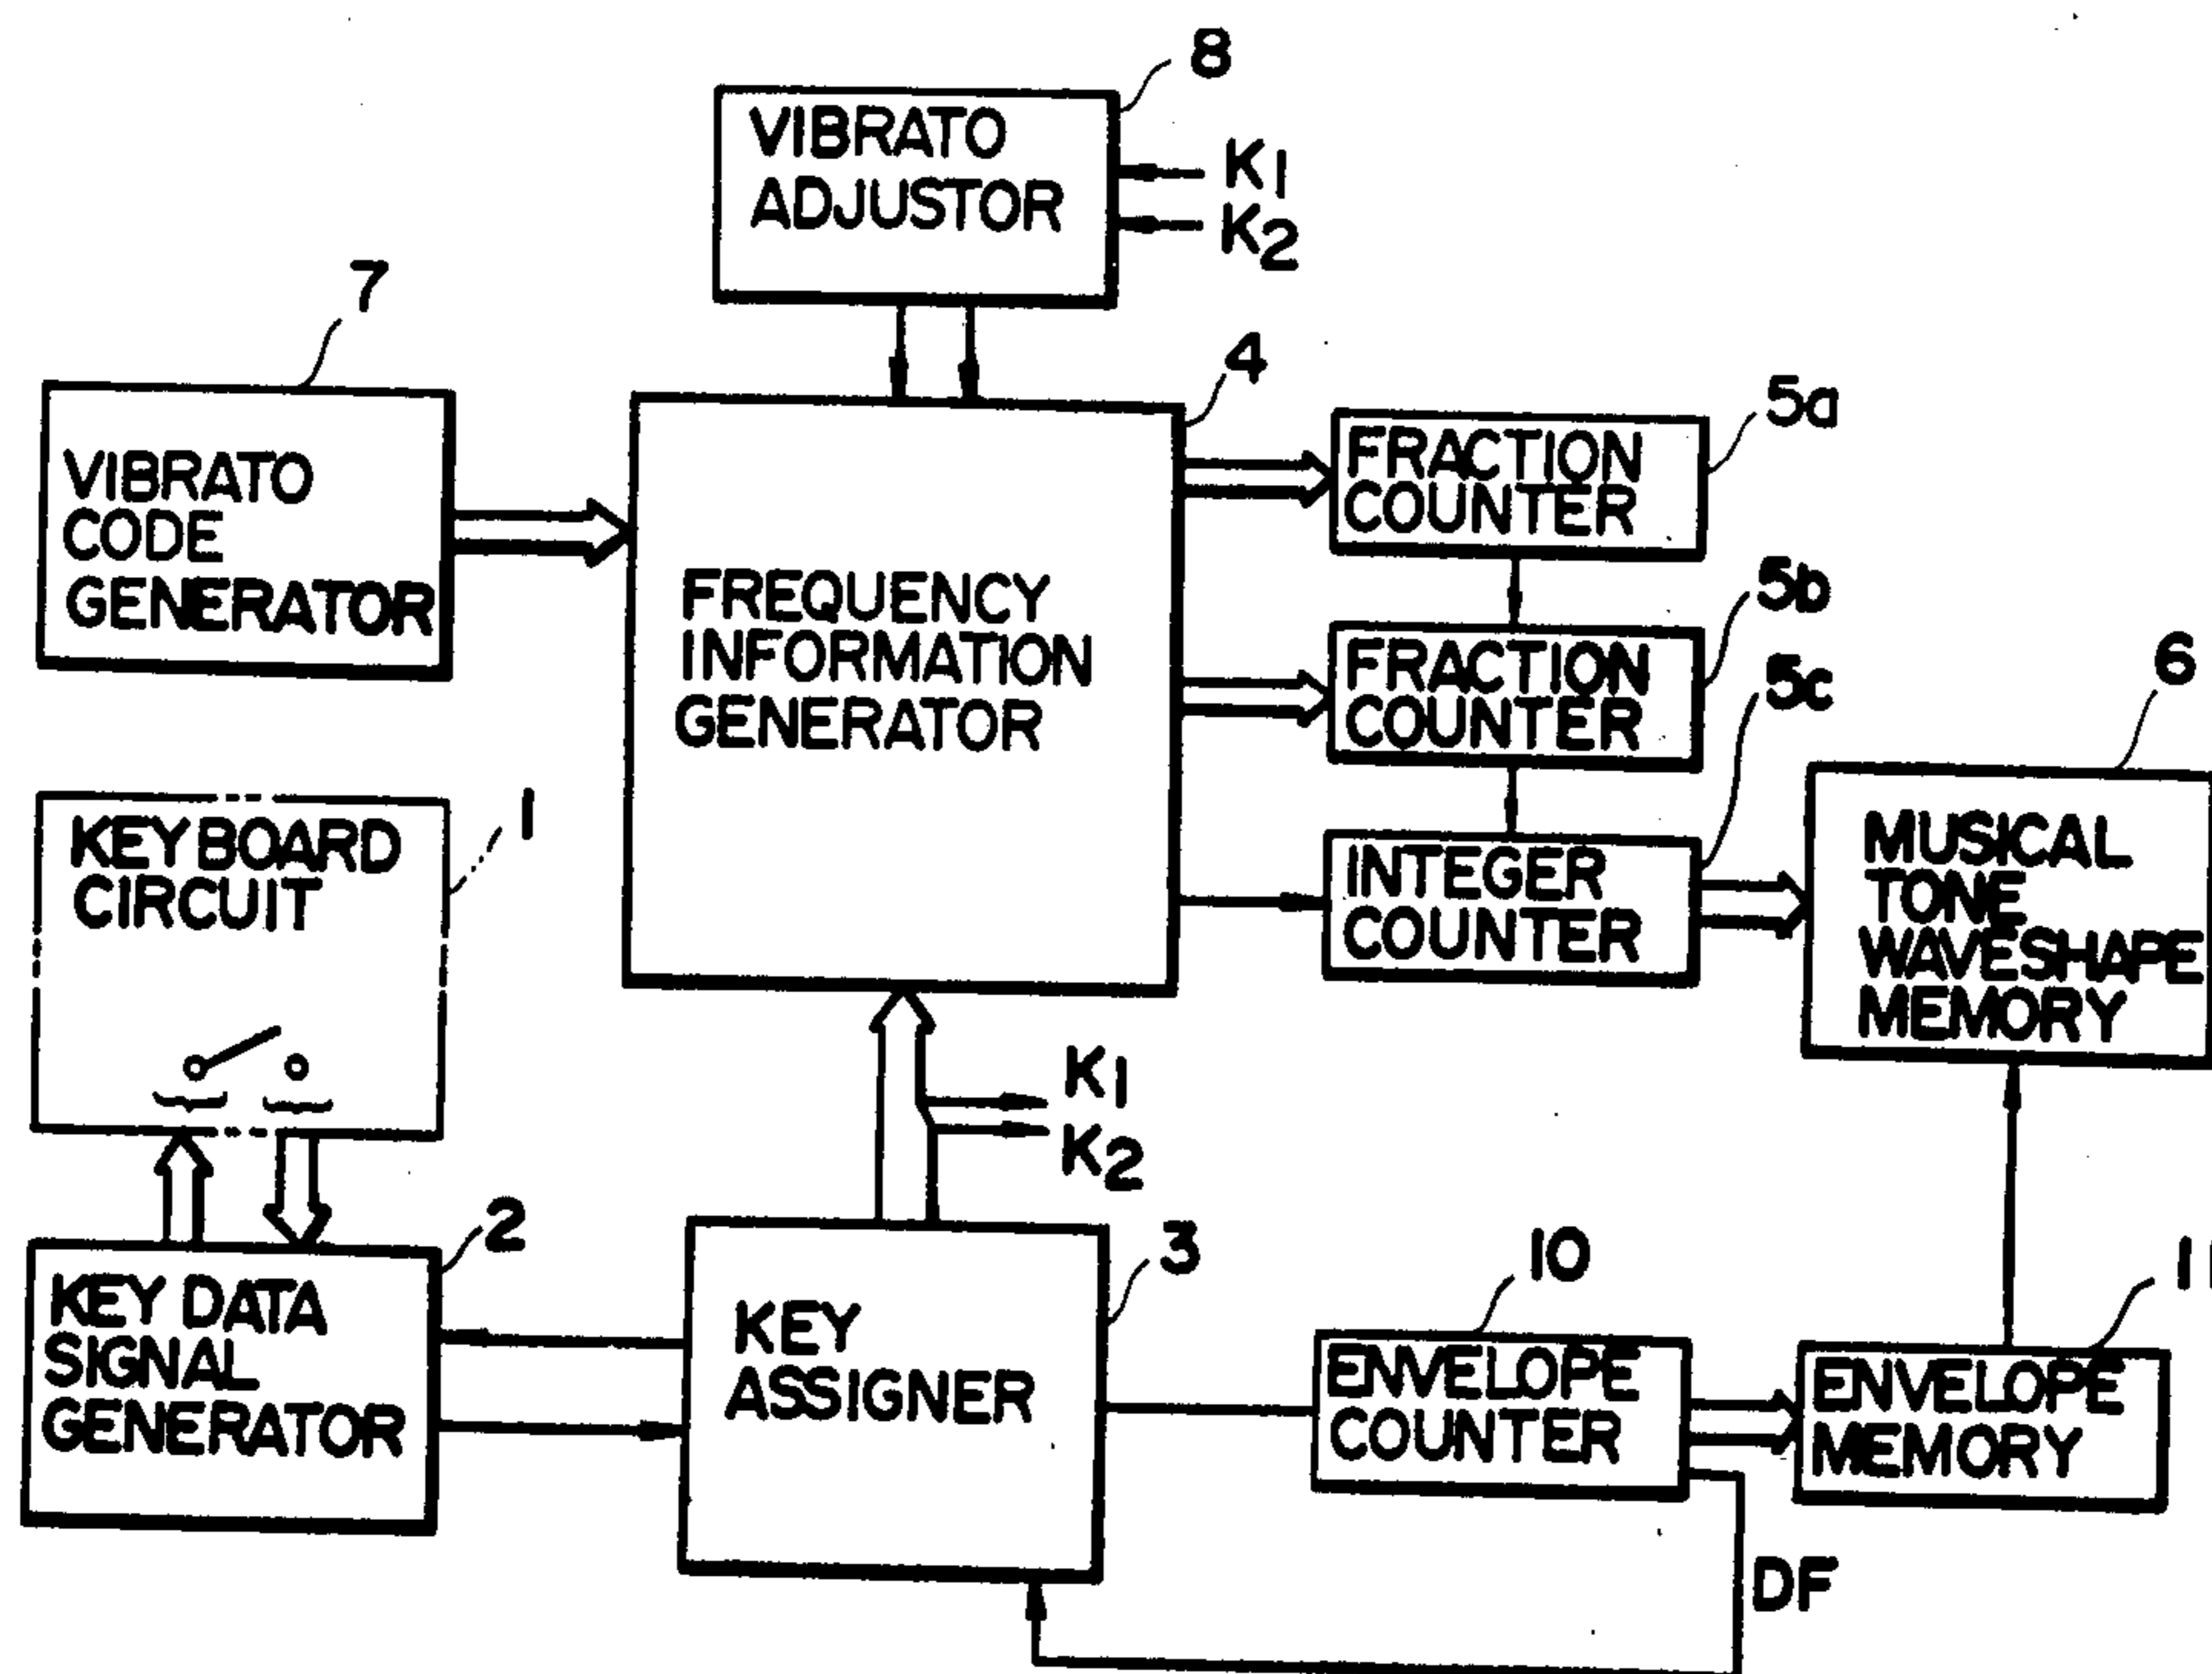 8
VIBRATO
ADJUSTOR
K1
K2
7
VIBRATO
CODE
GENERATOR
4
FREQUENCY
INFORMATION
GENERATOR
5a
FRACTION
COUNTER
5b
FRACTION
COUNTER
5c
INTEGER
COUNTER
6
MUSICAL
TONE
WAVESHAPE
MEMORY
1
KEYBOARD
CIRCUIT
K1
K2
2
KEY DATA
SIGNAL
GENERATOR
3
KEY
ASSIGNER
10
ENVELOPE
COUNTER
11
ENVELOPE
MEMORY
DF